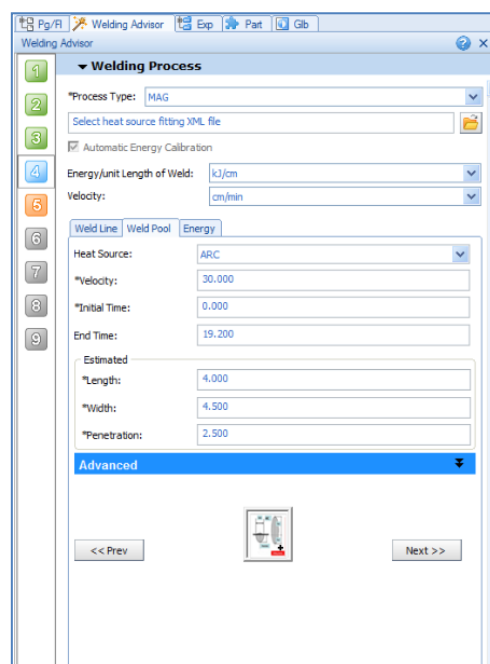 Pg/Fl Welding Advisor Exp Part Glb
Welding Advisor
1
Welding Process
2
*Process Type: MAG
Select heat source fitting XML file
3
Automatic Energy Calibration
4
Energy/unit Length of Weld: kJ/cm
Velocity: cm/min
5
Weld Line Weld Pool Energy
6
Heat Source: ARC
7
*Velocity: 30.000
8
*Initial Time: 0.000
9
End Time: 19.200
Estimated
*Length: 4.000
*Width: 4.500
*Penetration: 2.500
Advanced
<< Prev
Next >>